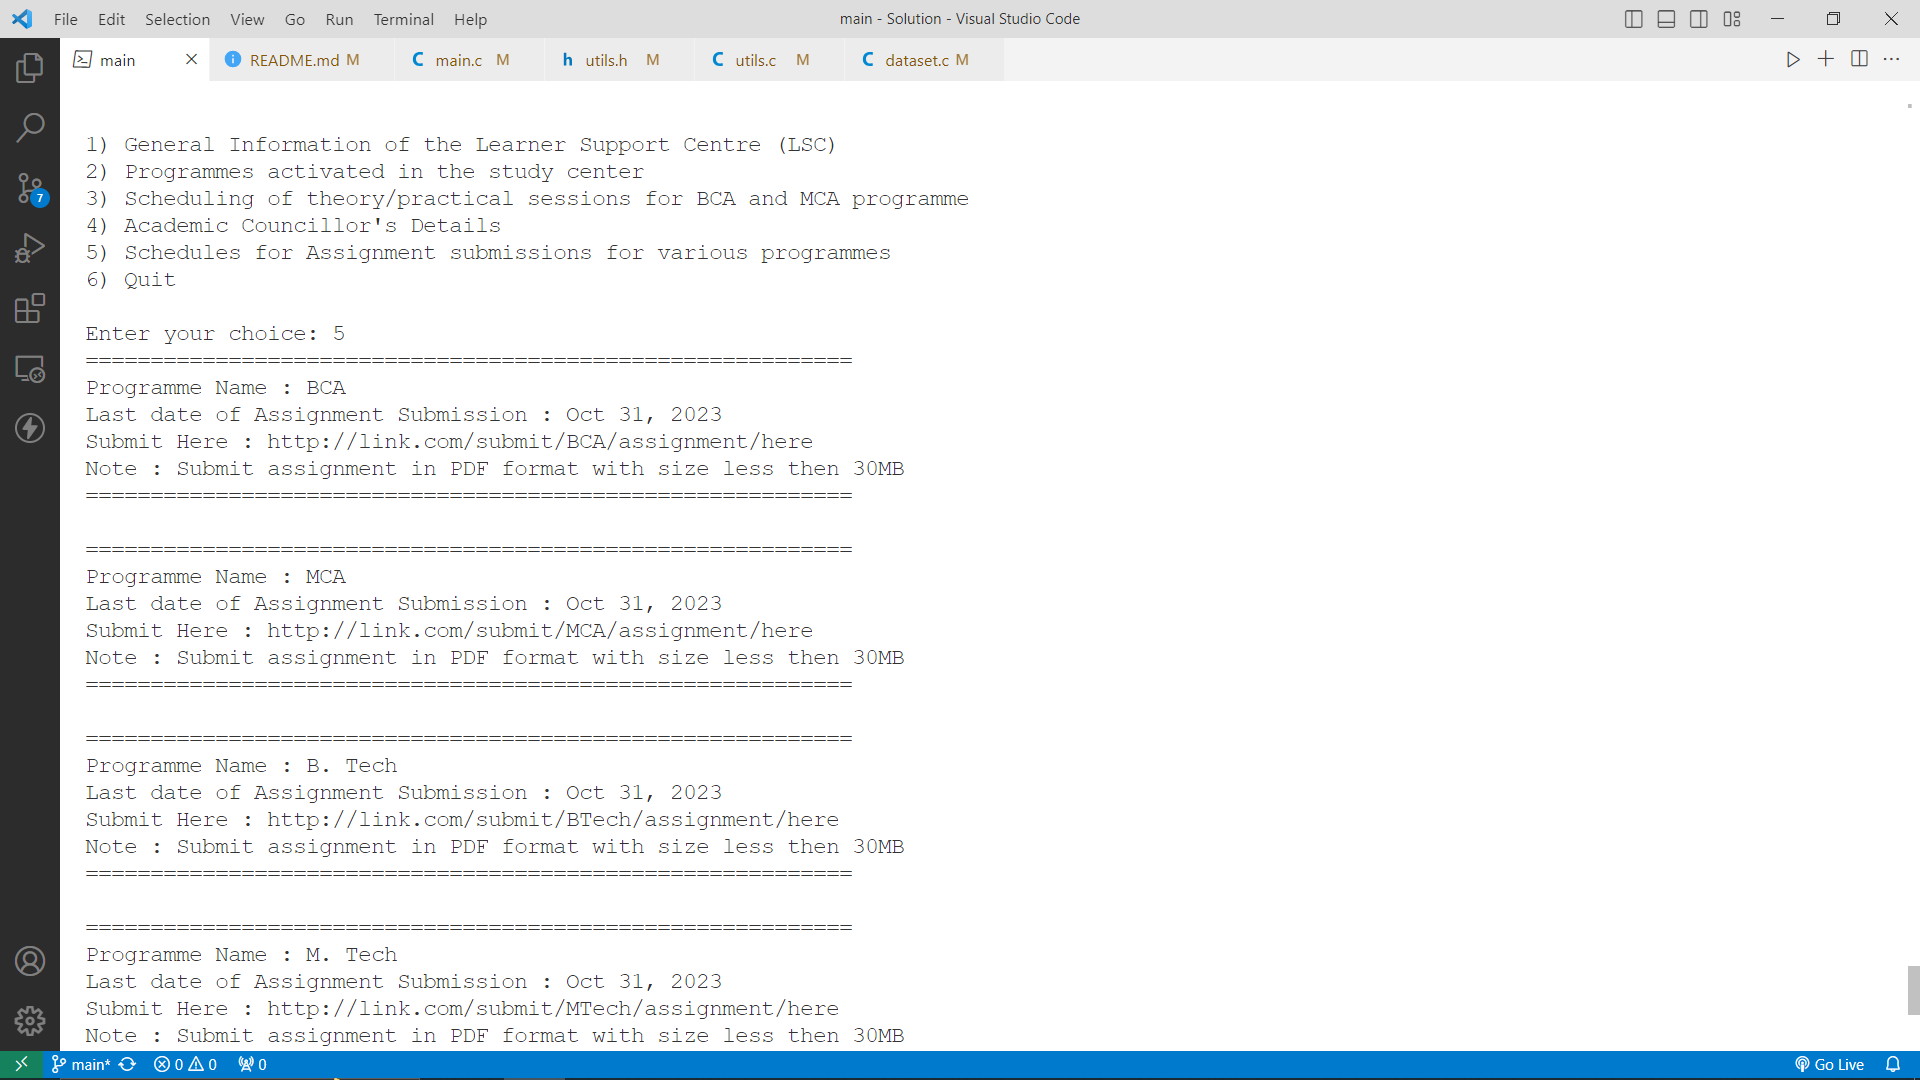 File Edit Selection View Go Run Terminal Help main - Solution - Visual Studio Code
main README.md M main.c M utils.h M utils.c M dataset.c M
1) General Information of the Learner Support Centre (LSC)
2) Programmes activated in the study center
3) Scheduling of theory/practical sessions for BCA and MCA programme
4) Academic Councillor's Details
5) Schedules for Assignment submissions for various programmes
6) Quit
Enter your choice: 5
===========================================================
Programme Name : BCA
Last date of Assignment Submission : Oct 31, 2023
Submit Here : http://link.com/submit/BCA/assignment/here
Note : Submit assignment in PDF format with size less then 30MB
===========================================================
===========================================================
Programme Name : MCA
Last date of Assignment Submission : Oct 31, 2023
Submit Here : http://link.com/submit/MCA/assignment/here
Note : Submit assignment in PDF format with size less then 30MB
===========================================================
===========================================================
Programme Name : B. Tech
Last date of Assignment Submission : Oct 31, 2023
Submit Here : http://link.com/submit/BTech/assignment/here
Note : Submit assignment in PDF format with size less then 30MB
===========================================================
===========================================================
Programme Name : M. Tech
Last date of Assignment Submission : Oct 31, 2023
Submit Here : http://link.com/submit/MTech/assignment/here
Note : Submit assignment in PDF format with size less then 30MB
7
main* 0 0 0 Go Live